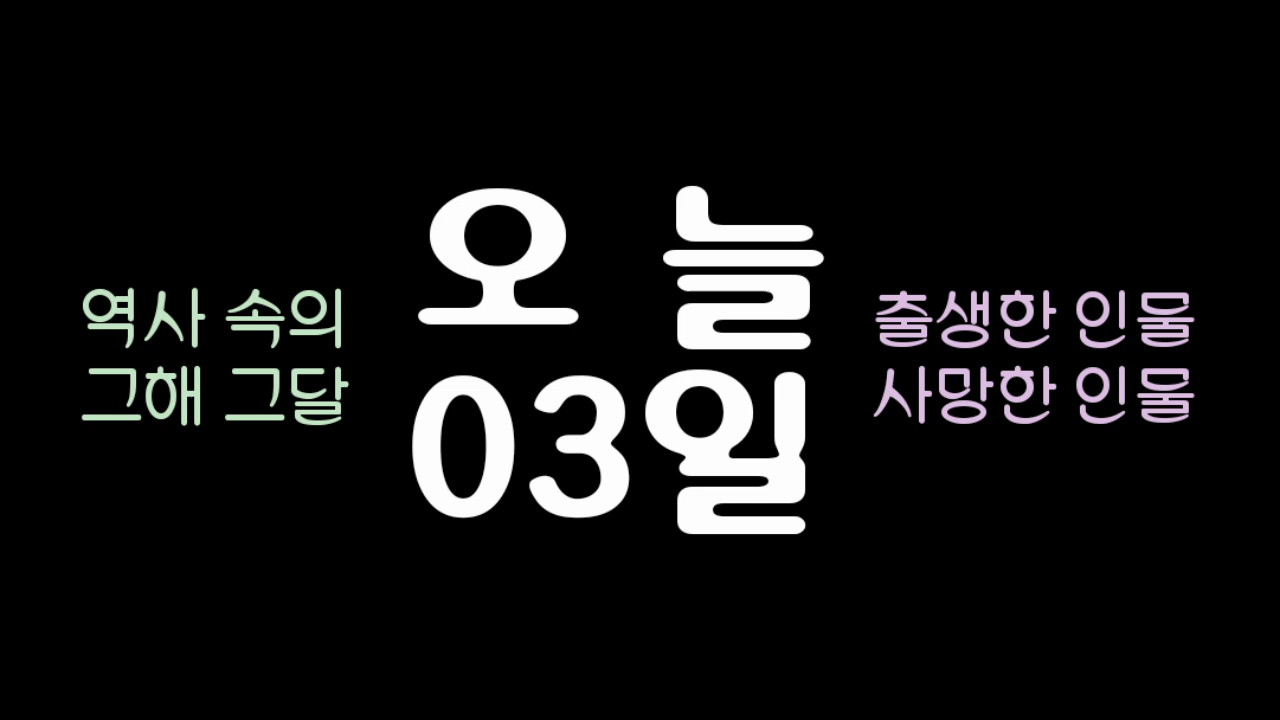 역사 속의
그해 그달
오 늘
03일
출생한 인물
사망한 인물